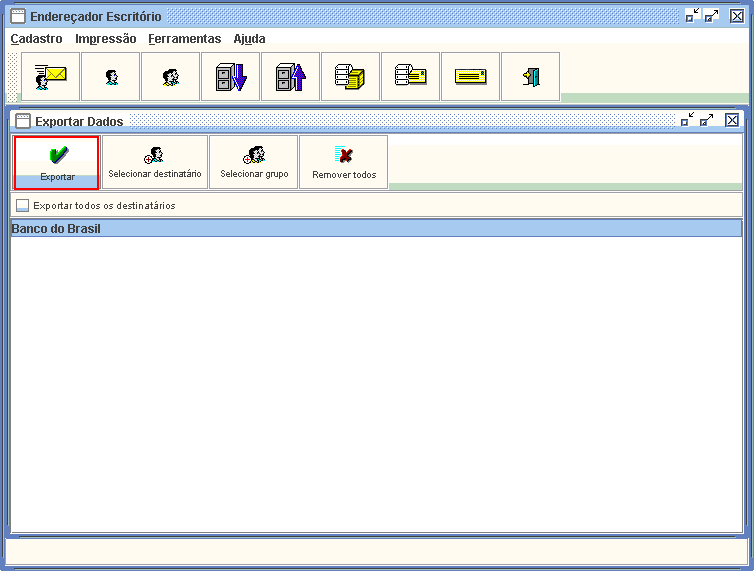 Endereçador Escritório
Cadastro Impressão Ferramentas Ajuda
Exportar Dados
Exportar Selecionar destinatário Selecionar grupo Remover todos
Exportar todos os destinatários
Banco do Brasil